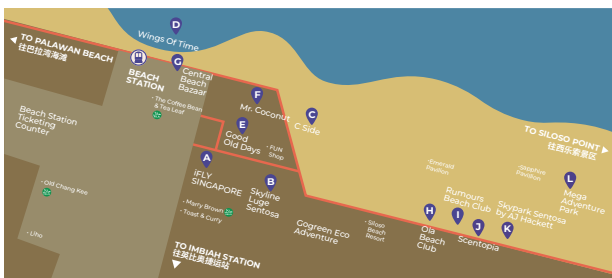 D
Wings Of Time
TO PALAWAN BEACH
往巴拉湾海滩
BEACH
STATION
G
Central
Beach
Bazaar
• The Coffee Bean
& Tea Leaf
F
Mr. Coconut
C
C Side
E
Good
Old Days
• FUN
Shop
Beach Station
Ticketing
Counter
TO SILOSO POINT
往西乐索景区
A
iFLY
SINGAPORE
B
Skyline
Luge
Sentosa
•Emerald
Pavilion
•Sapphire
Pavilion
L
Mega
Adventure
Park
• Old Chang Kee
• Marry Brown
• Toast & Curry
• Liho
Gogreen Eco
Adventure
• Siloso
Beach
Resort
H
Ola
Beach
Club
Rumours
Beach Club
I
J
Scentopia
Skypark Sentosa
by AJ Hackett
K
TO IMBIAH STATION
往英比奥捷运站